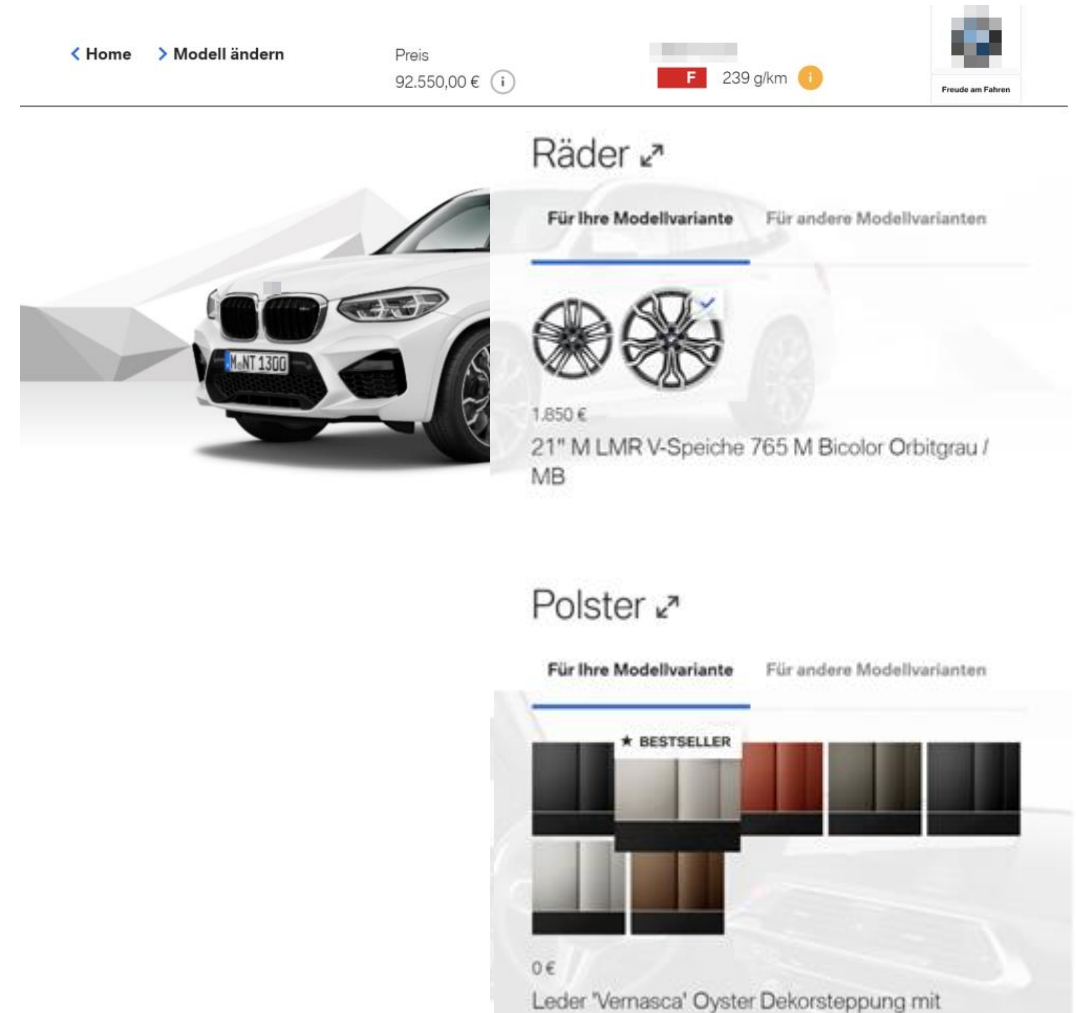 Home
Modell ändern
Preis
92.550,00 €
F
239 g/km
Freude am Fahren
Räder
Für Ihre Modellvariante
Für andere Modellvarianten
M NT 1300
1.850 €
21" M LMR V-Speiche 765 M Bicolor Orbitgrau /
MB
Polster
Für Ihre Modellvariante
Für andere Modellvarianten
★ BESTSELLER
0 €
Leder 'Vernasca' Oyster Dekorsteppung mit